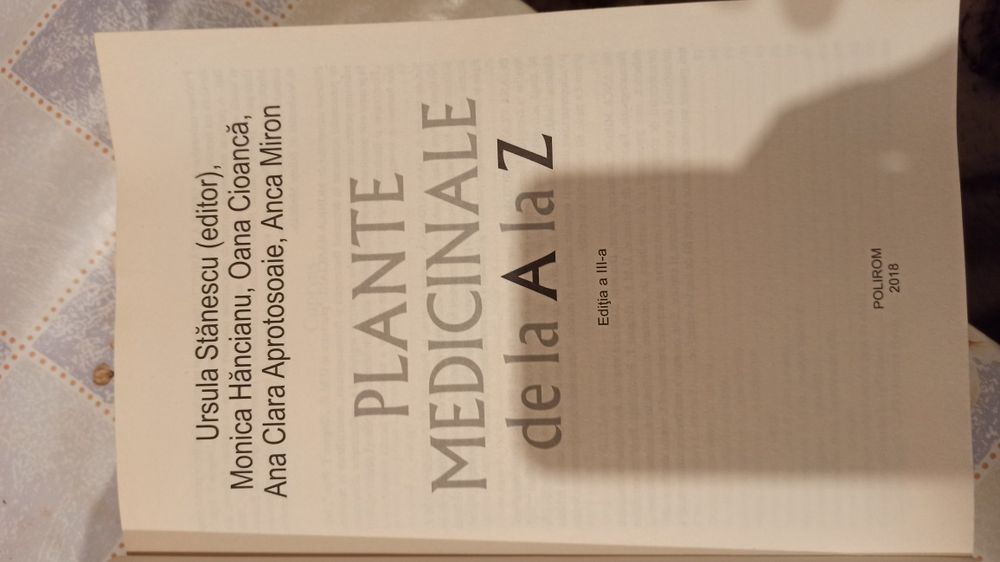 Ursula Stănescu (editor),
Monica Hăncianu, Oana Cioancă,
Ana Clara Aprotosoaie, Anca Miron
PLANTE
MEDICINALE
de la A la Z
Ediţia a III-a
POLIROM
2018